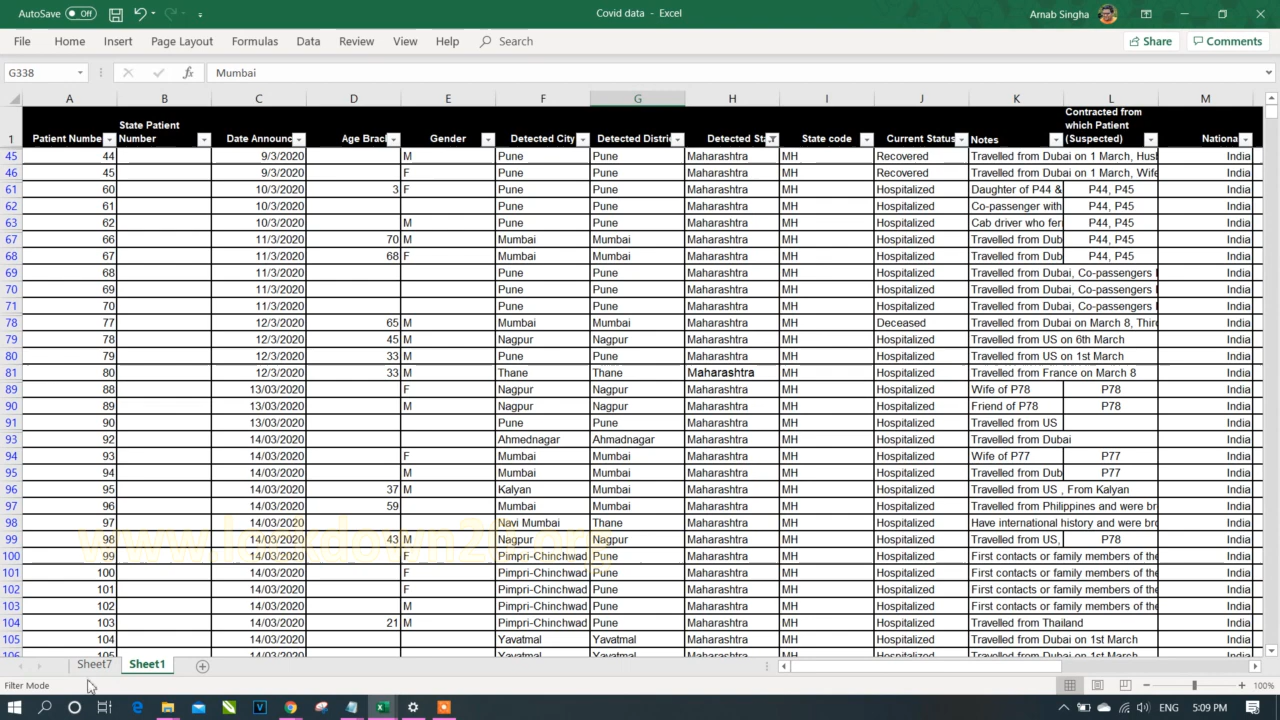 AutoSave Off Covid data - Excel Arnab Singha
File Home Insert Page Layout Formulas Data Review View Help Search Share Comments
G338 fx Mumbai
A B C D E F G H I J K L M
1 Patient Numbe State Patient Number Date Announc Age Brack Gender Detected City Detected Distric Detected Sta State code Current Status Notes Contracted from which Patient (Suspected) Nationa
45 44 9/3/2020 M Pune Pune Maharashtra MH Recovered Travelled from Dubai on 1 March, Hus India
46 45 9/3/2020 F Pune Pune Maharashtra MH Recovered Travelled from Dubai on 1 March, Wife India
61 60 10/3/2020 3 F Pune Pune Maharashtra MH Hospitalized Daughter of P44 & P44, P45 India
62 61 10/3/2020 Pune Pune Maharashtra MH Hospitalized Co-passenger with P44, P45 India
63 62 10/3/2020 M Pune Pune Maharashtra MH Hospitalized Cab driver who fer P44, P45 India
67 66 11/3/2020 70 M Mumbai Mumbai Maharashtra MH Hospitalized Travelled from Dub P44, P45 India
68 67 11/3/2020 68 F Mumbai Mumbai Maharashtra MH Hospitalized Travelled from Dub P44, P45 India
69 68 11/3/2020 Pune Pune Maharashtra MH Hospitalized Travelled from Dubai, Co-passengers India
70 69 11/3/2020 Pune Pune Maharashtra MH Hospitalized Travelled from Dubai, Co-passengers India
71 70 11/3/2020 Pune Pune Maharashtra MH Hospitalized Travelled from Dubai, Co-passengers India
78 77 12/3/2020 65 M Mumbai Mumbai Maharashtra MH Deceased Travelled from Dubai on March 8, Thir India
79 78 12/3/2020 45 M Nagpur Nagpur Maharashtra MH Hospitalized Travelled from US on 6th March India
80 79 12/3/2020 33 M Pune Pune Maharashtra MH Hospitalized Travelled from US on 1st March India
81 80 12/3/2020 33 M Thane Thane Maharashtra MH Hospitalized Travelled from France on March 8 India
89 88 13/03/2020 F Nagpur Nagpur Maharashtra MH Hospitalized Wife of P78 P78 India
90 89 13/03/2020 M Nagpur Nagpur Maharashtra MH Hospitalized Friend of P78 P78 India
91 90 13/03/2020 Pune Pune Maharashtra MH Hospitalized Travelled from US India
93 92 14/03/2020 Ahmednagar Ahmadnagar Maharashtra MH Hospitalized Travelled from Dubai India
94 93 14/03/2020 F Mumbai Mumbai Maharashtra MH Hospitalized Wife of P77 P77 India
95 94 14/03/2020 M Mumbai Mumbai Maharashtra MH Hospitalized Travelled from Dub P77 India
96 95 14/03/2020 37 M Kalyan Mumbai Maharashtra MH Hospitalized Travelled from US , From Kalyan India
97 96 14/03/2020 59 Mumbai Mumbai Maharashtra MH Hospitalized Travelled from Philippines and were br India
98 97 14/03/2020 Navi Mumbai Thane Maharashtra MH Hospitalized Have international history and were bro India
99 98 14/03/2020 43 M Nagpur Nagpur Maharashtra MH Hospitalized Travelled from US, P78 India
100 99 14/03/2020 F Pimpri-Chinchwad Pune Maharashtra MH Hospitalized First contacts or family members of the India
101 100 14/03/2020 F Pimpri-Chinchwad Pune Maharashtra MH Hospitalized First contacts or family members of the India
102 101 14/03/2020 F Pimpri-Chinchwad Pune Maharashtra MH Hospitalized First contacts or family members of the India
103 102 14/03/2020 M Pimpri-Chinchwad Pune Maharashtra MH Hospitalized First contacts or family members of the India
104 103 14/03/2020 21 M Pimpri-Chinchwad Pune Maharashtra MH Hospitalized Travelled from Thailand India
105 104 14/03/2020 Yavatmal Yavatmal Maharashtra MH Hospitalized Travelled from Dubai on 1st March India
106 105 14/03/2020 Yavatmal Yavatmal Maharashtra MH Hospitalized Travelled from Dubai on 1st March India
Sheet7 Sheet1
Filter Mode 100%
ENG 5:09 PM